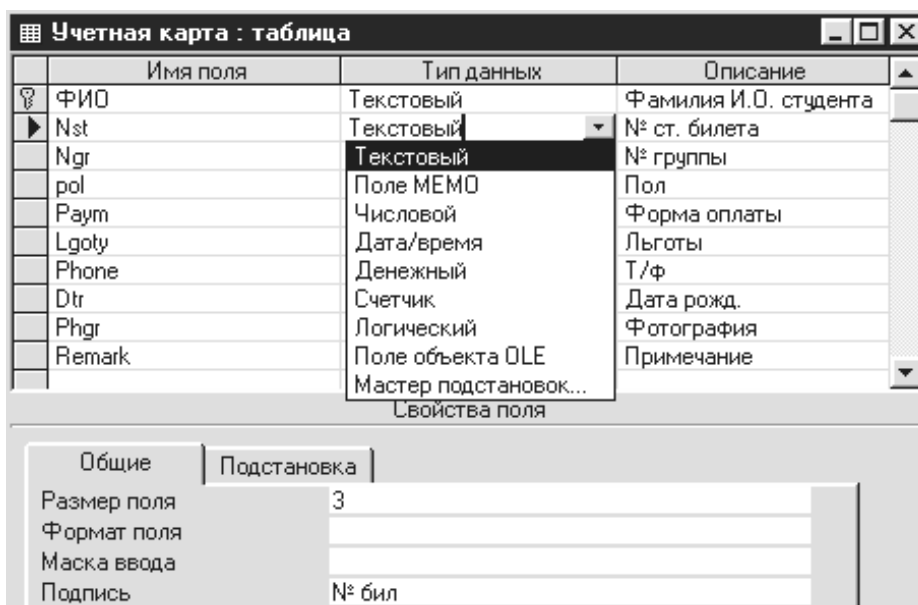 Учетная карта : таблица
Имя поля Тип данных Описание
ФИО Текстовый Фамилия И.О. студента
Nst Текстовый № ст. билета
Ngr Текстовый № группы
pol Поле МЕМО Пол
Paym Числовой Форма оплаты
Lgoty Дата/время Льготы
Phone Денежный Т/ф
Dtr Счетчик Дата рожд.
Phgr Логический Фотография
Remark Поле объекта OLE Примечание
Мастер подстановок...
Свойства поля
Общие Подстановка
Размер поля 3
Формат поля
Маска ввода
Подпись № бил